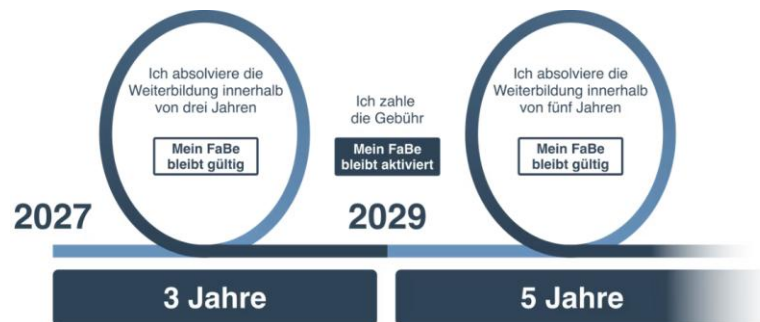 Ich absolviere die
Weiterbildung innerhalb
von drei Jahren
Mein FaBe
bleibt gültig
Ich zahle
die Gebühr
Mein FaBe
bleibt aktiviert
Ich absolviere die
Weiterbildung innerhalb
von fünf Jahren
Mein FaBe
bleibt gültig
2027
2029
3 Jahre
5 Jahre